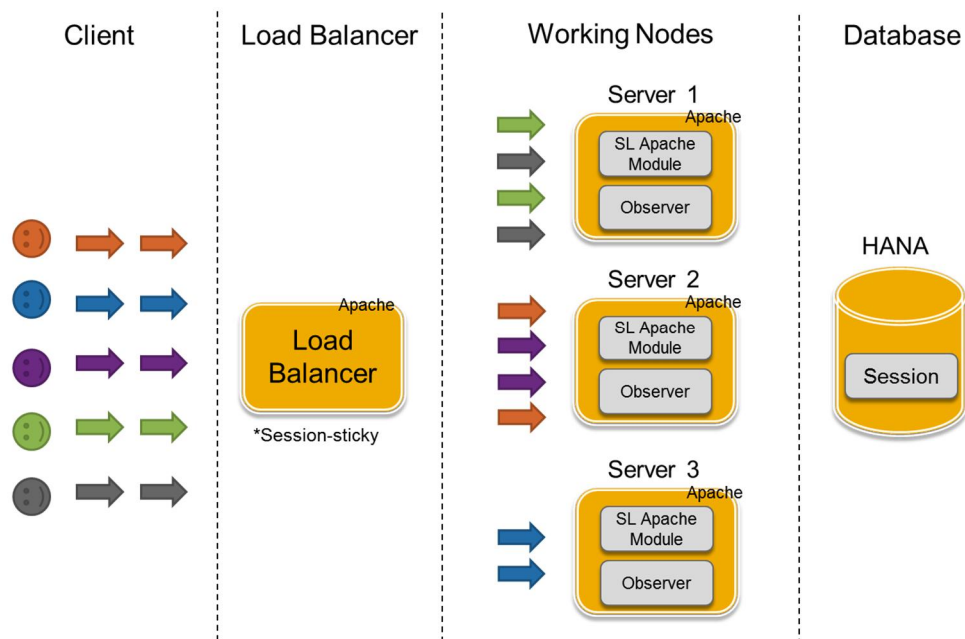 Client
Load Balancer
Working Nodes
Database
Server 1
Apache
SL Apache
Module
Observer
HANA
Session
Server 2
Apache
SL Apache
Module
Observer
Apache
Load
Balancer
*Session-sticky
Server 3
Apache
SL Apache
Module
Observer